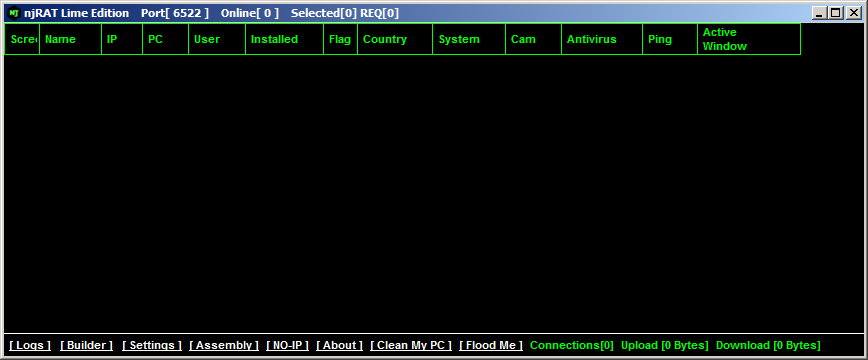 njRAT Lime Edition Port[ 6522 ] Online[ 0 ] Selected[0] REQ[0]
Scree Name IP PC User Installed Flag Country System Cam Antivirus Ping Active
Window
[ Logs ] [ Builder ] [ Settings ] [ Assembly ] [ NO-IP ] [ About ] [ Clean My PC ] [ Flood Me ] Connections[0] Upload [0 Bytes] Download [0 Bytes]